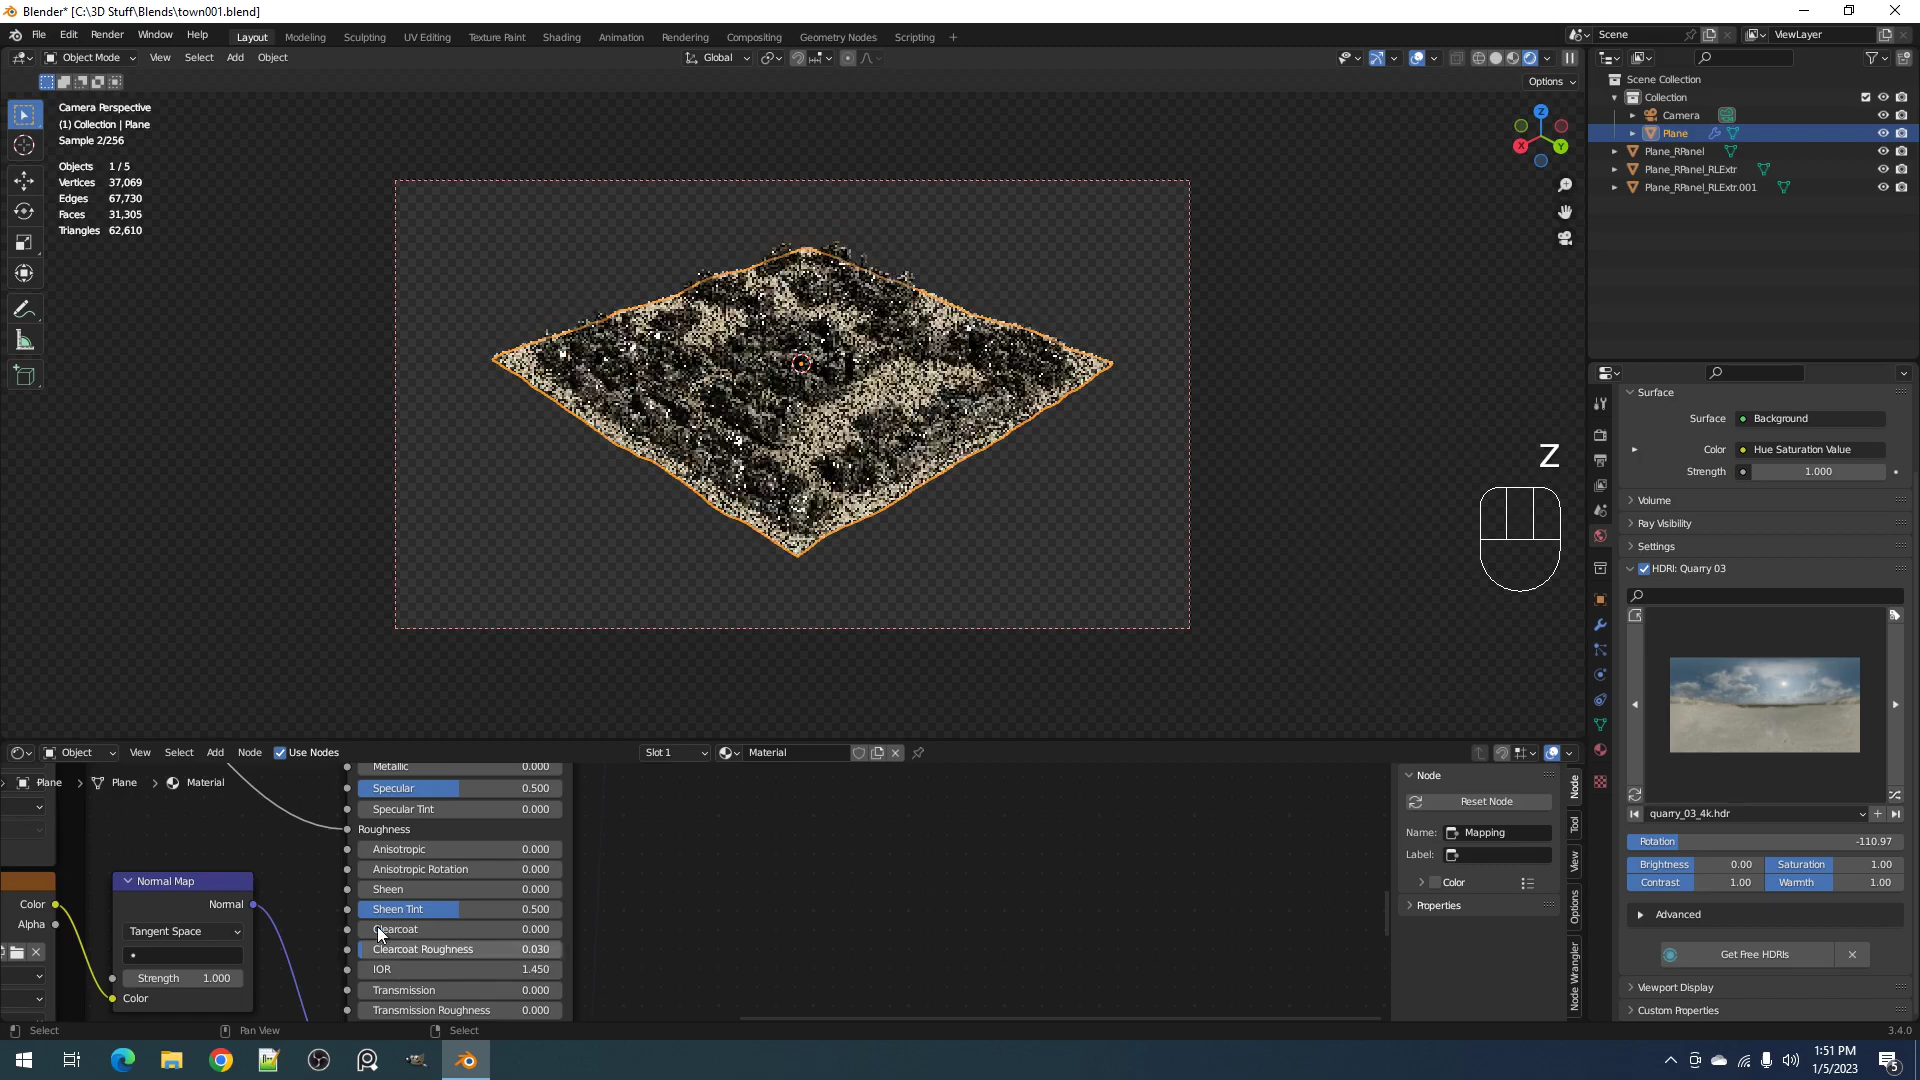 Blender* [C:\3D Stuff\Blends\town001.blend]
File Edit Render Window Help
Layout Modeling Sculpting UV Editing Texture Paint Shading Animation Rendering Compositing Geometry Nodes Scripting +
Scene
ViewLayer
Object Mode View Select Add Object
Global
Options
Camera Perspective
(1) Collection | Plane
Sample 2/256
Objects 1 / 5
Vertices 37,069
Edges 67,730
Faces 31,305
Triangles 62,610
Z
X
Y
Z
Scene Collection
Collection
Camera
Plane
Plane_RPanel
Plane_RPanel_RLExtr
Plane_RPanel_RLExtr.001
Surface
Surface Background
Color Hue Saturation Value
Strength 1.000
Volume
Ray Visibility
Settings
HDRI: Quarry 03
quarry_03_4k.hdr
Rotation -110.97
Brightness 0.00 Saturation 1.00
Contrast 1.00 Warmth 1.00
Advanced
Get Free HDRIs
Viewport Display
Custom Properties
Object View Select Add Node Use Nodes
Slot 1
Material
Plane > Plane > Material
Color
Alpha
Normal Map
Normal
Tangent Space
Strength 1.000
Color
Metallic 0.000
Specular 0.500
Specular Tint 0.000
Roughness
Anisotropic 0.000
Anisotropic Rotation 0.000
Sheen 0.000
Sheen Tint 0.500
Clearcoat 0.000
Clearcoat Roughness 0.030
IOR 1.450
Transmission 0.000
Transmission Roughness 0.000
Node
Reset Node
Name: Mapping
Label:
Color
Properties
Node
Tool
View
Options
Node Wrangler
Select
Pan View
Select
3.4.0
1:51 PM
1/5/2023
5